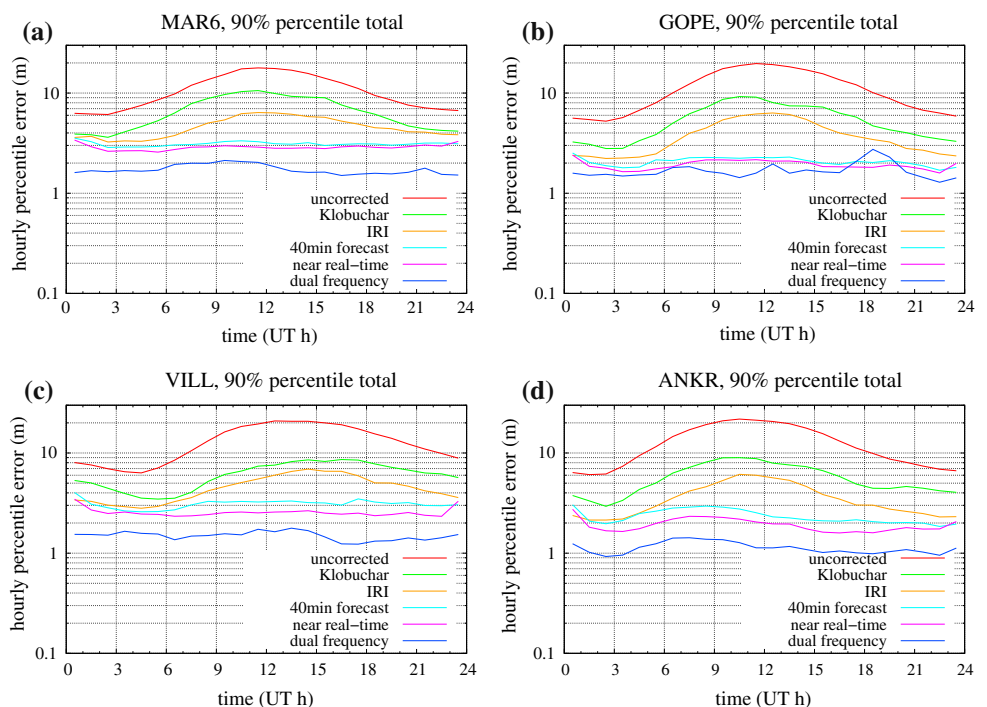 (a)
MAR6, 90% percentile total
hourly percentile error (m)
10
1
0.1
0 3 6 9 12 15 18 21 24
time (UT h)
uncorrected
Klobuchar
IRI
40min forecast
near real-time
dual frequency
(b)
GOPE, 90% percentile total
hourly percentile error (m)
10
1
0.1
0 3 6 9 12 15 18 21 24
time (UT h)
uncorrected
Klobuchar
IRI
40min forecast
near real-time
dual frequency
(c)
VILL, 90% percentile total
hourly percentile error (m)
10
1
0.1
0 3 6 9 12 15 18 21 24
time (UT h)
uncorrected
Klobuchar
IRI
40min forecast
near real-time
dual frequency
(d)
ANKR, 90% percentile total
hourly percentile error (m)
10
1
0.1
0 3 6 9 12 15 18 21 24
time (UT h)
uncorrected
Klobuchar
IRI
40min forecast
near real-time
dual frequency